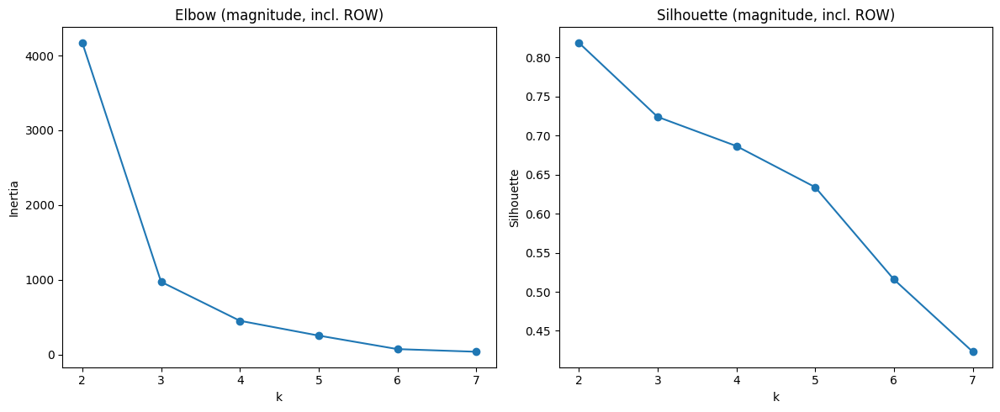 Elbow (magnitude, incl. ROW)
4000
3000
2000
1000
0
Inertia
2 3 4 5 6 7
k
Silhouette (magnitude, incl. ROW)
0.80
0.75
0.70
0.65
0.60
0.55
0.50
0.45
Silhouette
2 3 4 5 6 7
k